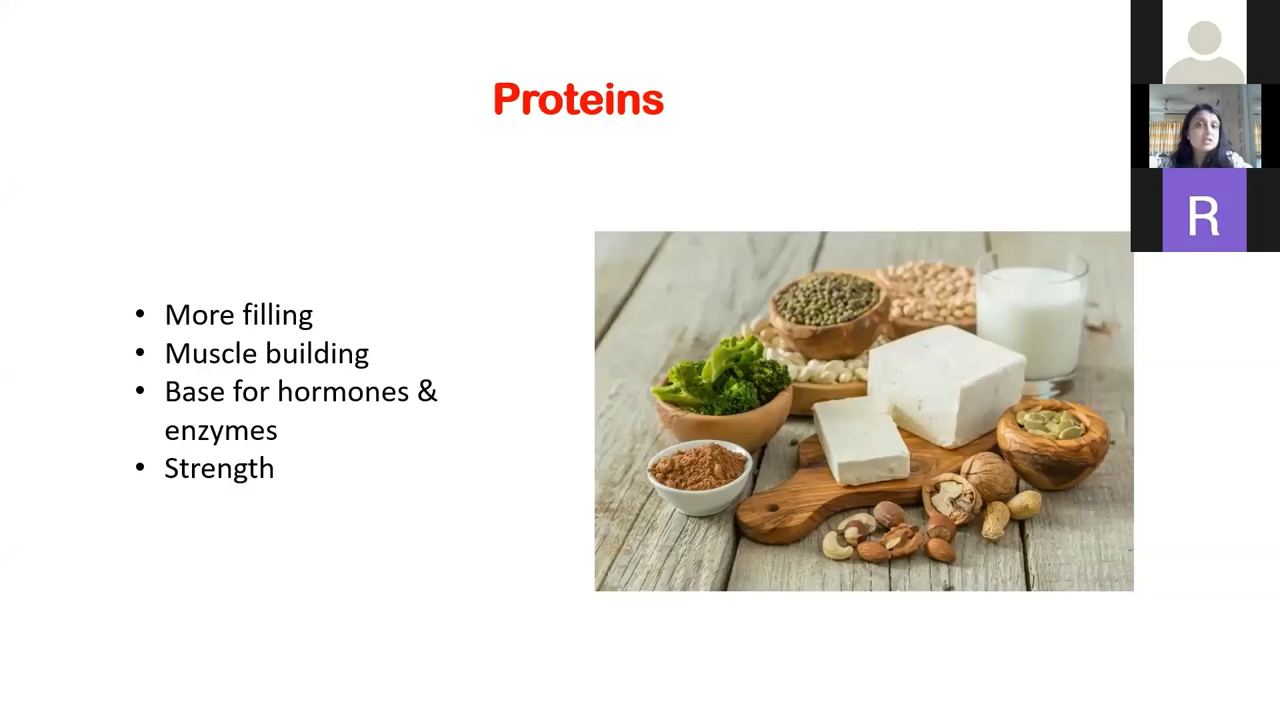 Proteins
• More filling
• Muscle building
• Base for hormones &
enzymes
• Strength
R